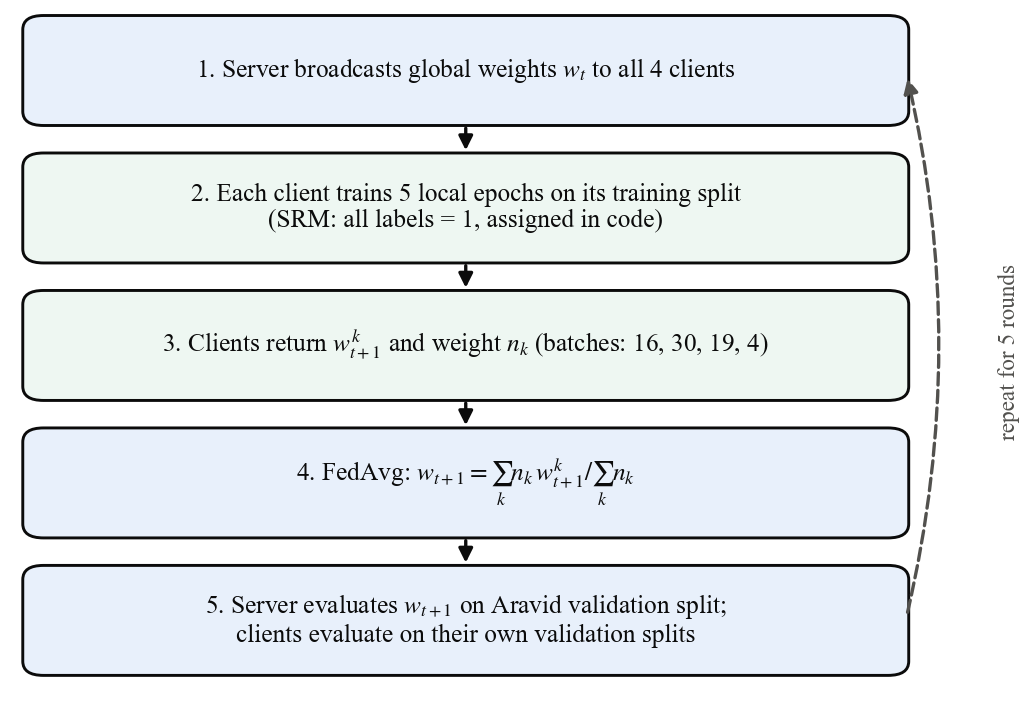 1. Server broadcasts global weights w_t to all 4 clients
2. Each client trains 5 local epochs on its training split
(SRM: all labels = 1, assigned in code)
3. Clients return w_{t+1}^k and weight n_k (batches: 16, 30, 19, 4)
4. FedAvg: w_{t+1} = ∑_k n_k w_{t+1}^k / ∑_k n_k
5. Server evaluates w_{t+1} on Aravid validation split;
clients evaluate on their own validation splits
repeat for 5 rounds